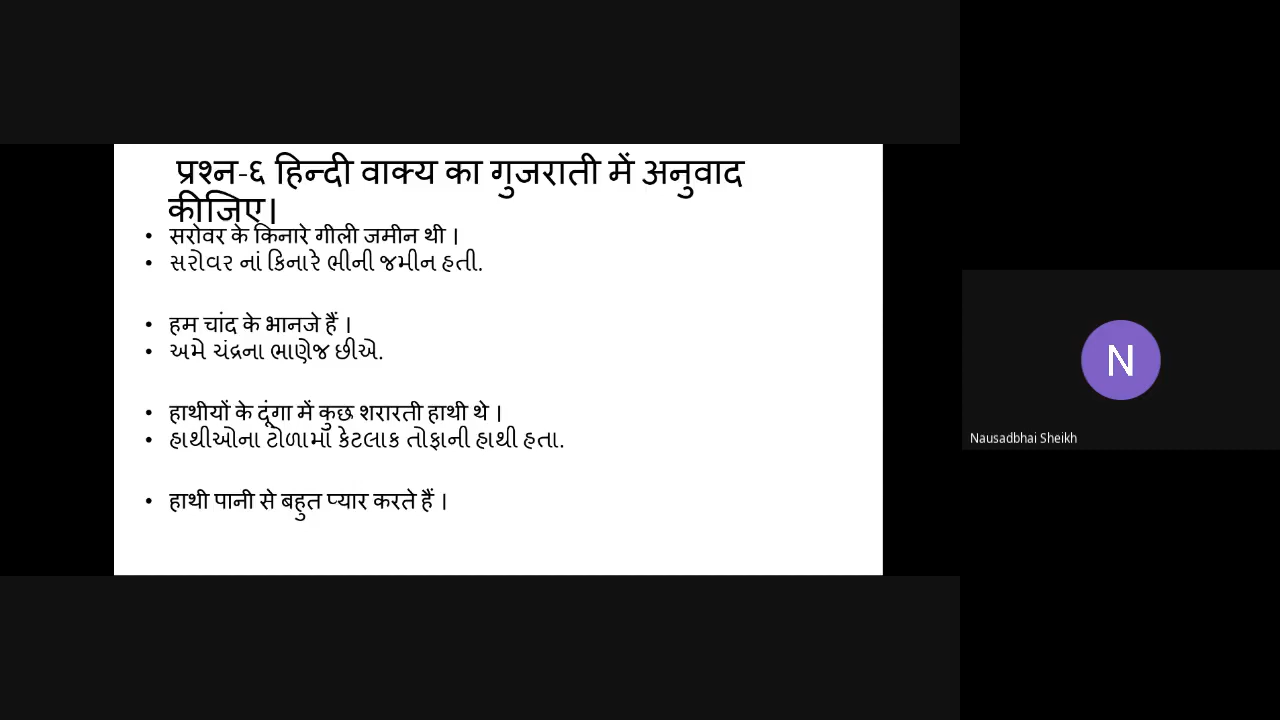 प्रश्न-६ हिन्दी वाक्य का गुजराती में अनुवाद
कीजिए।
• सरोवर के किनारे गीली जमीन थी ।
• સરોવર નાં કિનારે ભીની જમીન હતી.
• हम चांद के भानजे हैं ।
• અમે ચંદ્રના ભાણેજ છીએ.
• हाथीयों के दूंगा में कुछ शरारती हाथी थे ।
• હાથીઓના ટોળામાં કેટલાક તોફાની હાથી હતા.
• हाथी पानी से बहुत प्यार करते हैं ।
N
Nausadbhai Sheikh